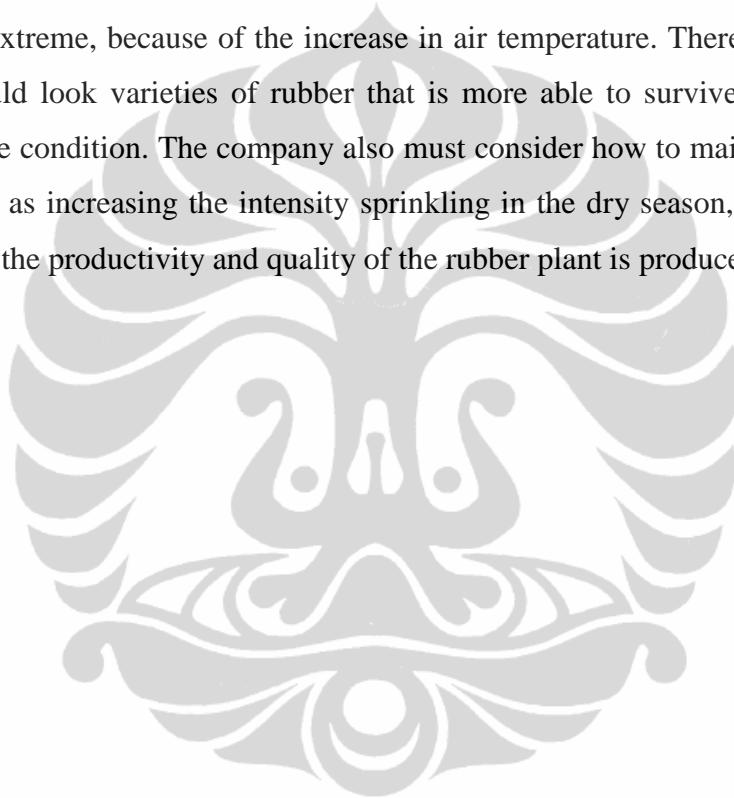 xtreme, because of the increase in air temperature. There
ld look varieties of rubber that is more able to survive
e condition. The company also must consider how to mai
as increasing the intensity sprinkling in the dry season,
the productivity and quality of the rubber plant is produce